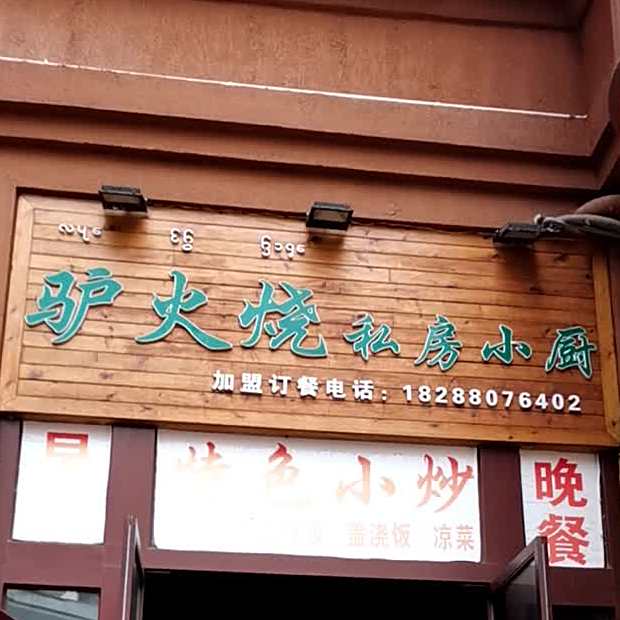 驴火烧私房小厨
加盟订餐电话：18288076402
特色小炒
盖浇饭 凉菜
晚餐